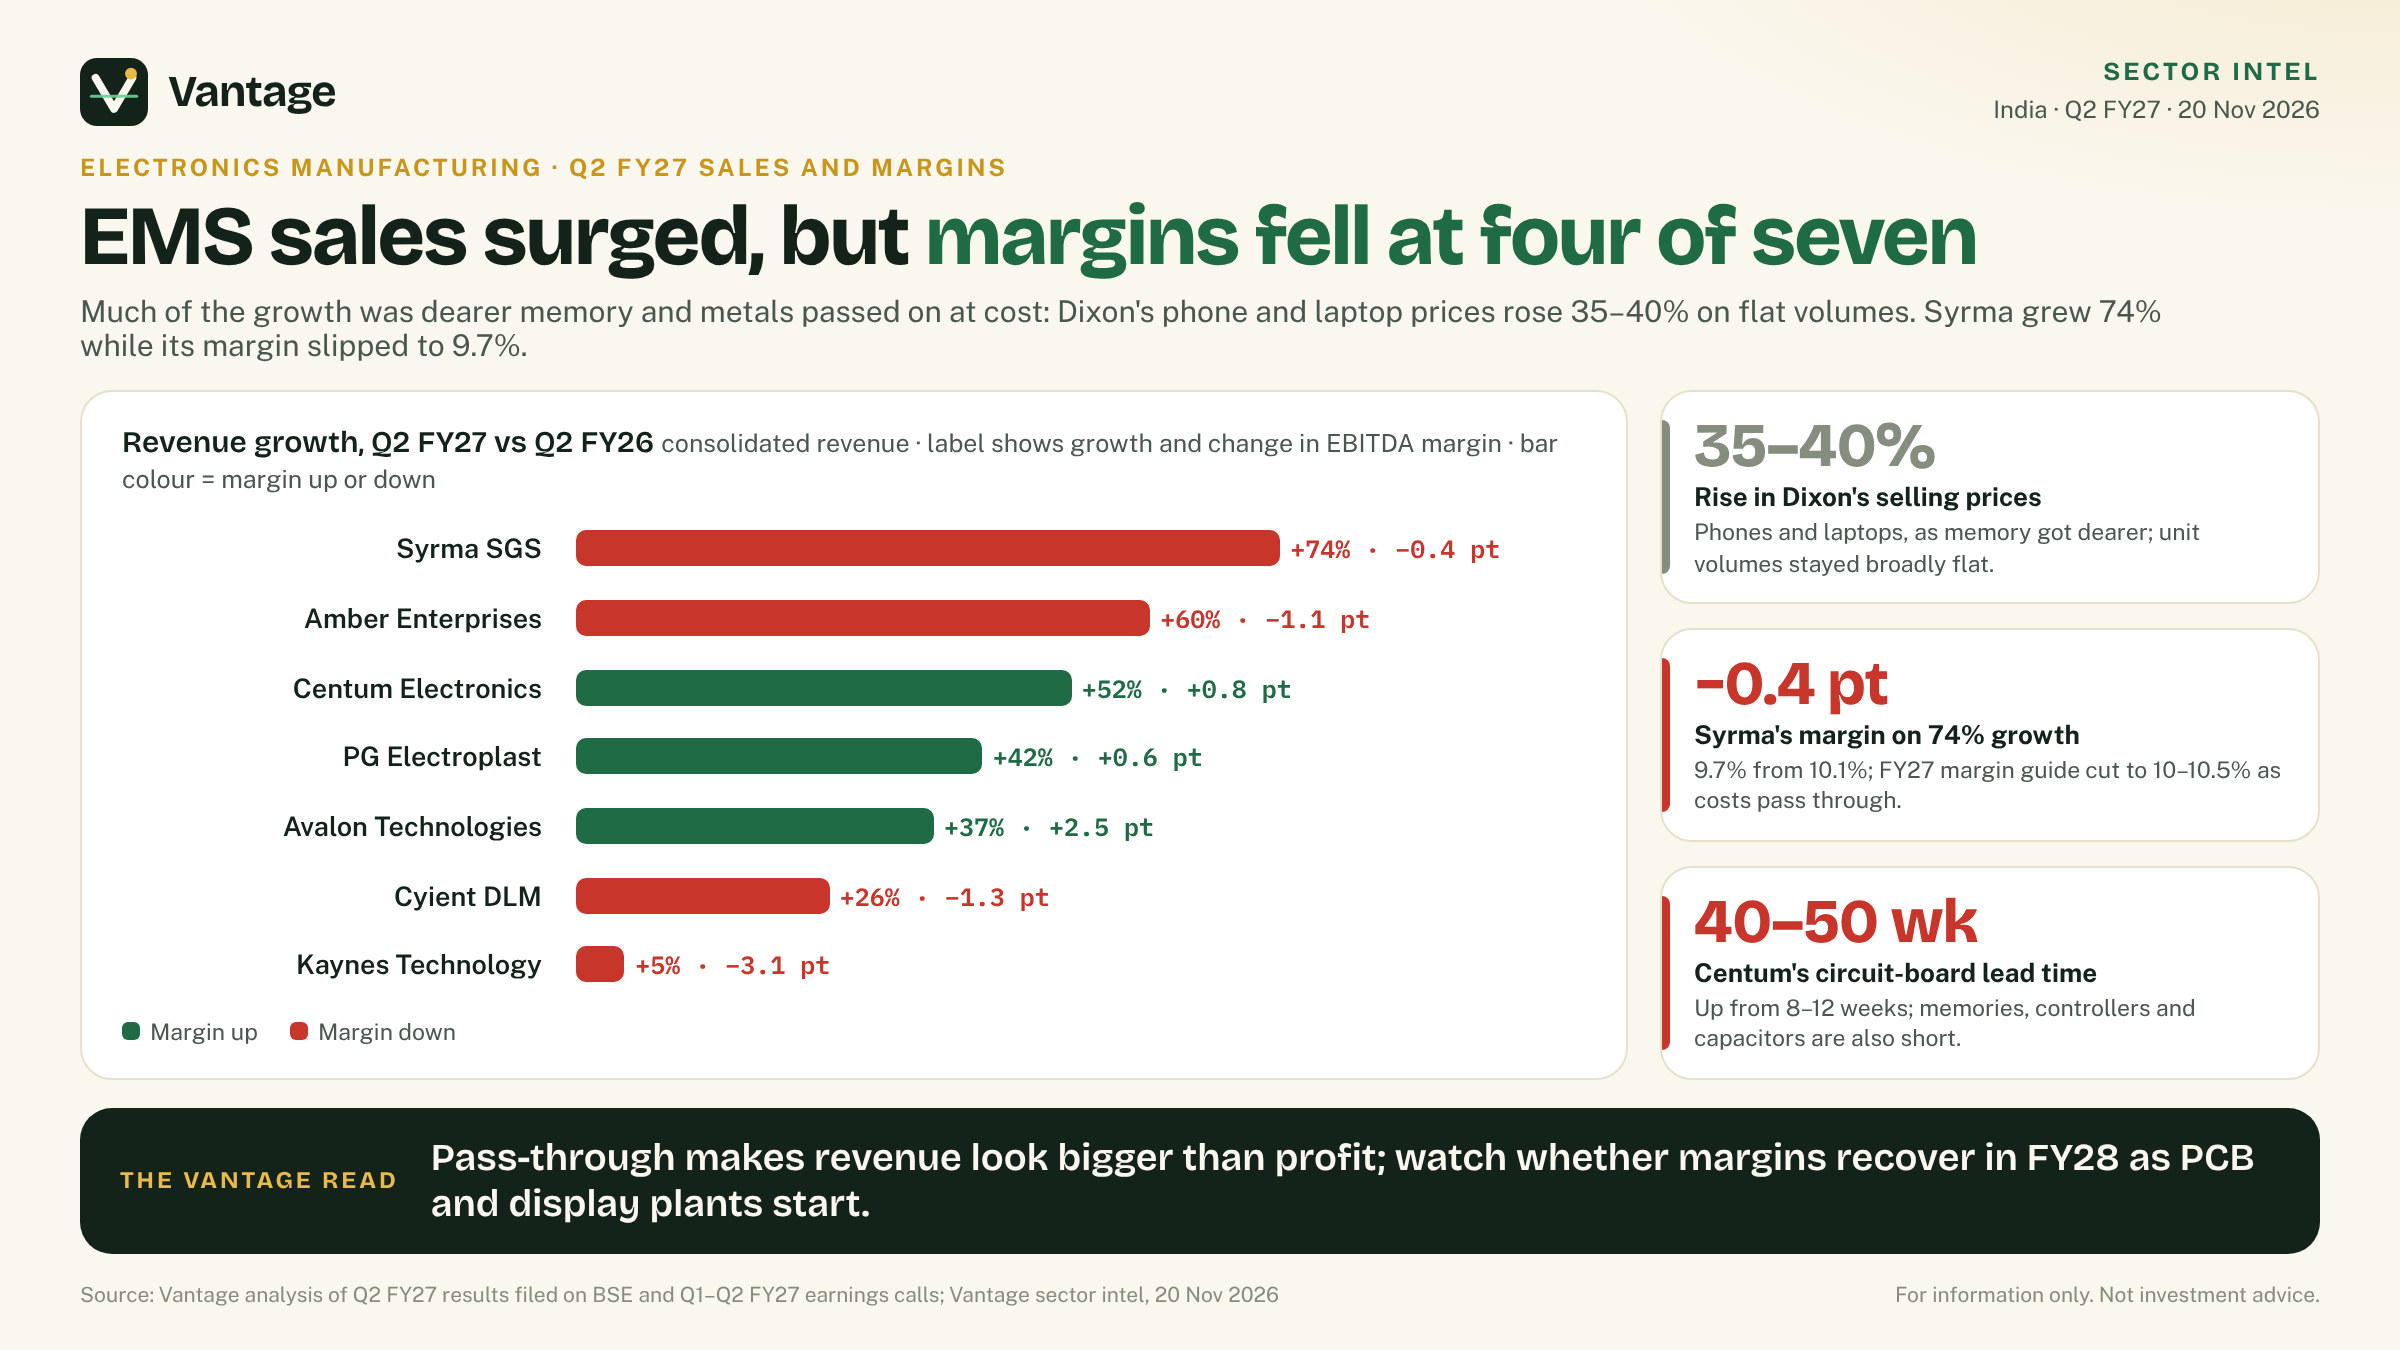 Vantage
SECTOR INTEL
India · Q2 FY27 · 20 Nov 2026
ELECTRONICS MANUFACTURING · Q2 FY27 SALES AND MARGINS
EMS sales surged, but margins fell at four of seven
Much of the growth was dearer memory and metals passed on at cost: Dixon's phone and laptop prices rose 35–40% on flat volumes. Syrma grew 74%
while its margin slipped to 9.7%.
Revenue growth, Q2 FY27 vs Q2 FY26 consolidated revenue · label shows growth and change in EBITDA margin · bar
colour = margin up or down
Syrma SGS +74% · −0.4 pt
Amber Enterprises +60% · −1.1 pt
Centum Electronics +52% · +0.8 pt
PG Electroplast +42% · +0.6 pt
Avalon Technologies +37% · +2.5 pt
Cyient DLM +26% · −1.3 pt
Kaynes Technology +5% · −3.1 pt
Margin up Margin down
35–40%
Rise in Dixon's selling prices
Phones and laptops, as memory got dearer; unit
volumes stayed broadly flat.
−0.4 pt
Syrma's margin on 74% growth
9.7% from 10.1%; FY27 margin guide cut to 10–10.5% as
costs pass through.
40–50 wk
Centum's circuit-board lead time
Up from 8–12 weeks; memories, controllers and
capacitors are also short.
THE VANTAGE READ
Pass-through makes revenue look bigger than profit; watch whether margins recover in FY28 as PCB
and display plants start.
Source: Vantage analysis of Q2 FY27 results filed on BSE and Q1–Q2 FY27 earnings calls; Vantage sector intel, 20 Nov 2026
For information only. Not investment advice.